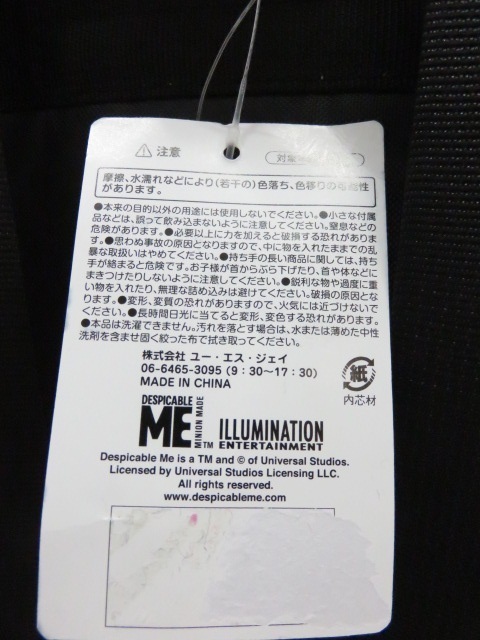 ⚠ 注意
対象
摩擦、水濡れなどにより(若干の)色落ち、色移りの可能性
があります。
●本来の目的以外の用途には使用しないでください。●小さな付属
品などは、誤って飲み込まないように注意してください。窒息などの
危険があります。●必要以上に力を加えると破損する恐れがありま
す。●思わぬ事故の原因となりますので、中に物を入れたままでの乱
暴な取扱いはやめてください。●持ち手の長い商品に関しては、持ち
手が絡まると危険です。お子様が首からぶら下げたり、首や体などに
まきつけたりしないように注意してください。●鋭利な物や過度に重
い物を入れたり、無理な詰め込みは避けてください。破損の原因となり
ます。●変形、変質の恐れがありますので、火気には近づけないで
ください。●長時間日光に当てると変形、変色する恐れがあります。
●本品は洗濯できません。汚れを落とす場合は、水または薄めた中性
洗剤を含ませ固く絞った布で拭き取ってください。
株式会社 ユー・エス・ジェイ
06-6465-3095 (9:30〜17:30)
MADE IN CHINA
紙
内芯材
DESPICABLE
ME
MINION MADE
TM
ILLUMINATION
ENTERTAINMENT
Despicable Me is a TM and © of Universal Studios.
Licensed by Universal Studios Licensing LLC.
All rights reserved.
www.despicableme.com